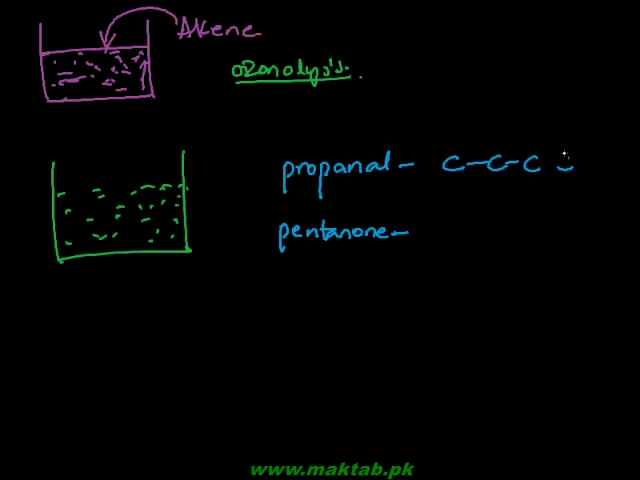 Alkene
ozonolysis.
propanal – C–C–C
pentanone –
www.maktab.pk